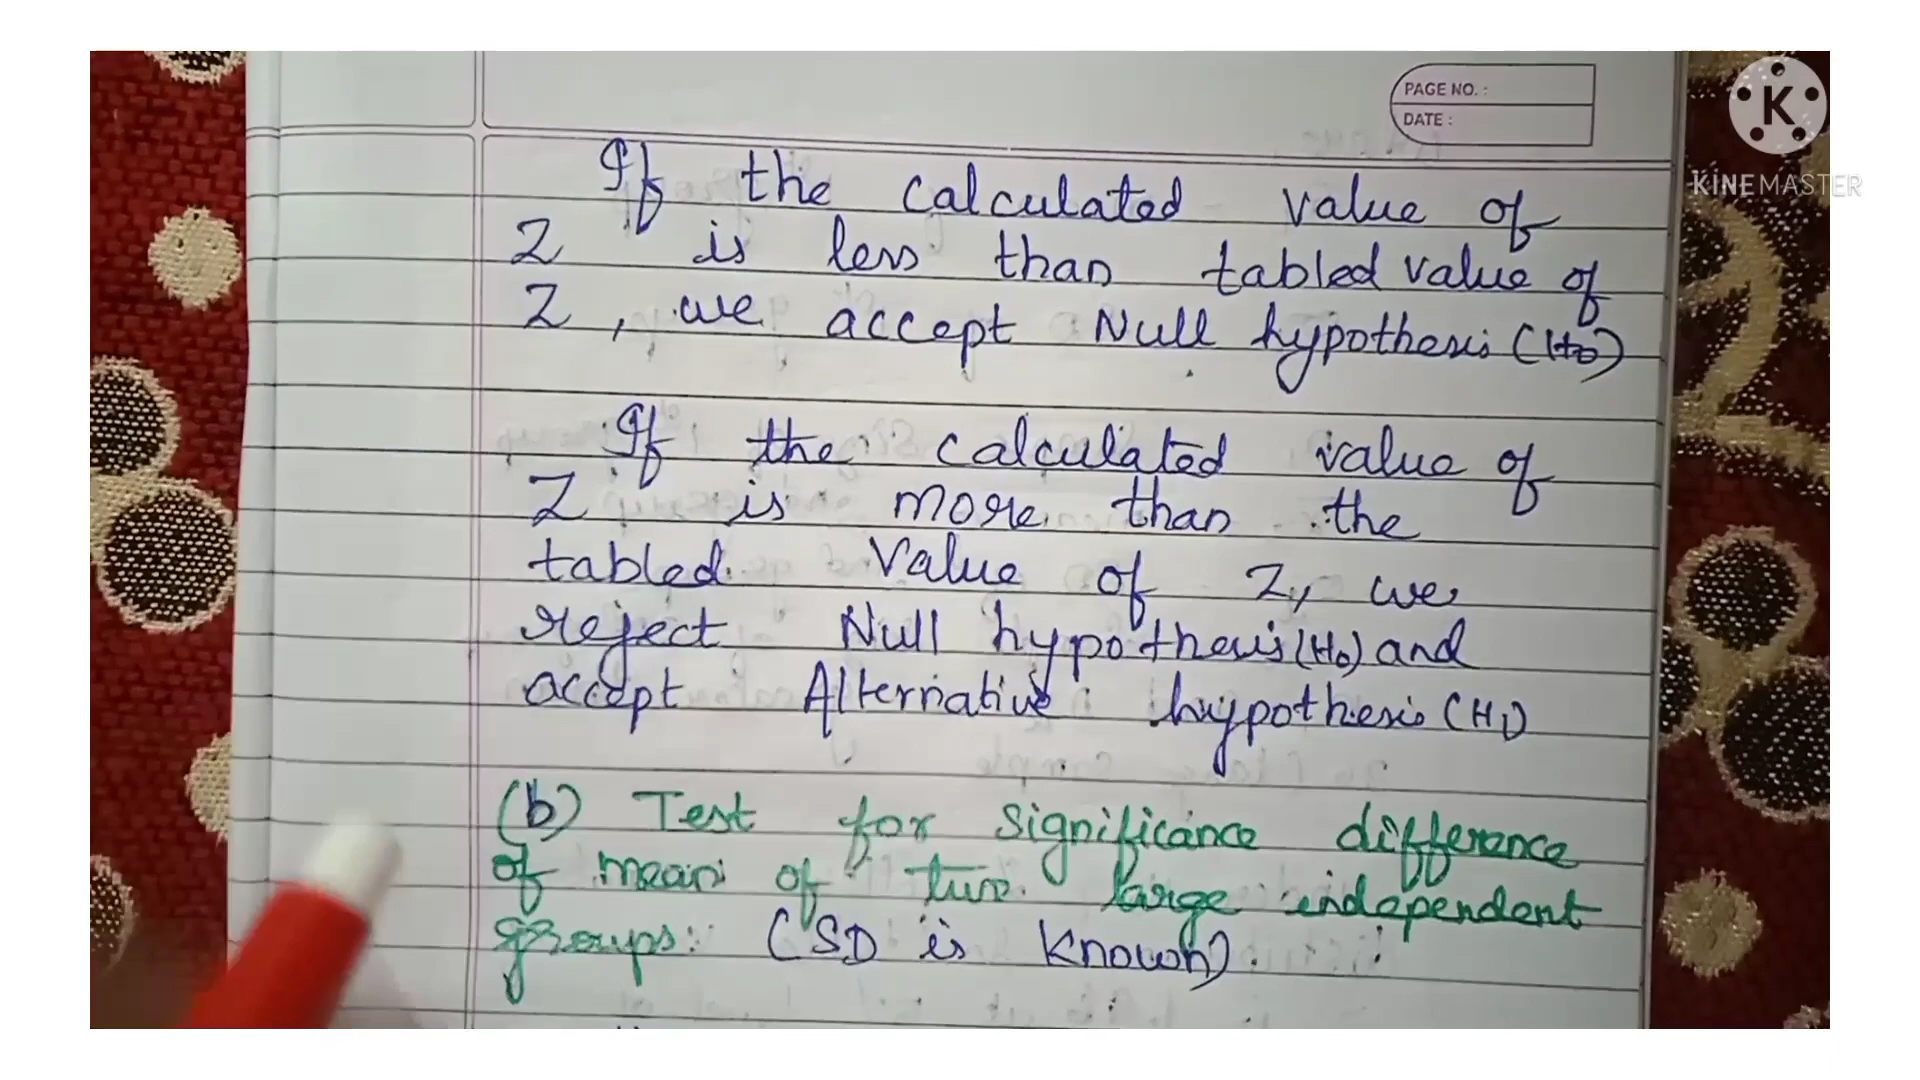 PAGE NO. :
DATE :
KINEMASTER
If the calculated value of
Z is less than tabled value of
Z, we accept Null hypothesis (H0)
If the calculated value of
Z is more than the
tabled Value of Z, we
reject Null hypothesis (H0) and
accept Alternative hypothesis (H1)
(b) Test for significance difference
of mean of two large independent
groups: (SD is known)